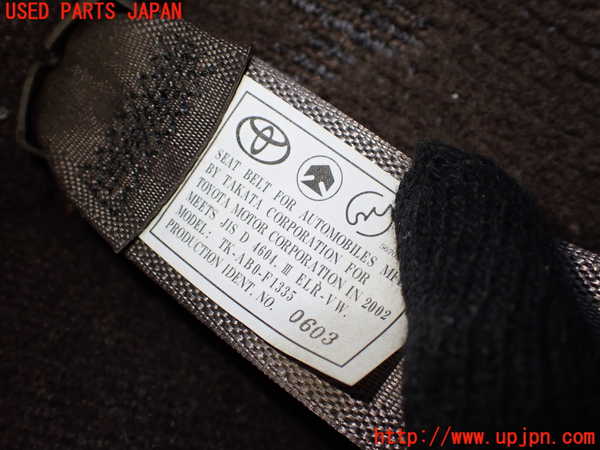 USED PARTS JAPAN
SEAT BELT FOR AUTOMOBILES
BY TAKATA CORPORATION FOR
TOYOTA MOTOR CORPORATION IN 2002
MEETS JIS D 4604. III ELR-VW.
MODEL: TK-AB0-F1335
PRODUCTION IDENT. NO. 0603
http://www.upjpn.com/